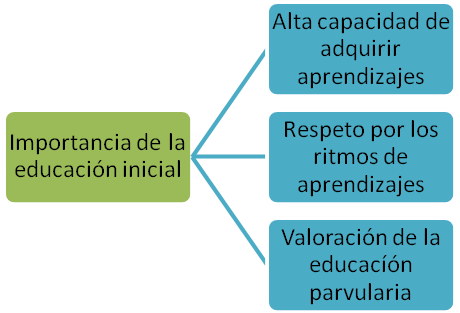 Importancia de la
educación inicial
Alta capacidad de
adquirir
aprendizajes
Respeto por los
ritmos de
aprendizajes
Valoración de la
educacíón
parvularia